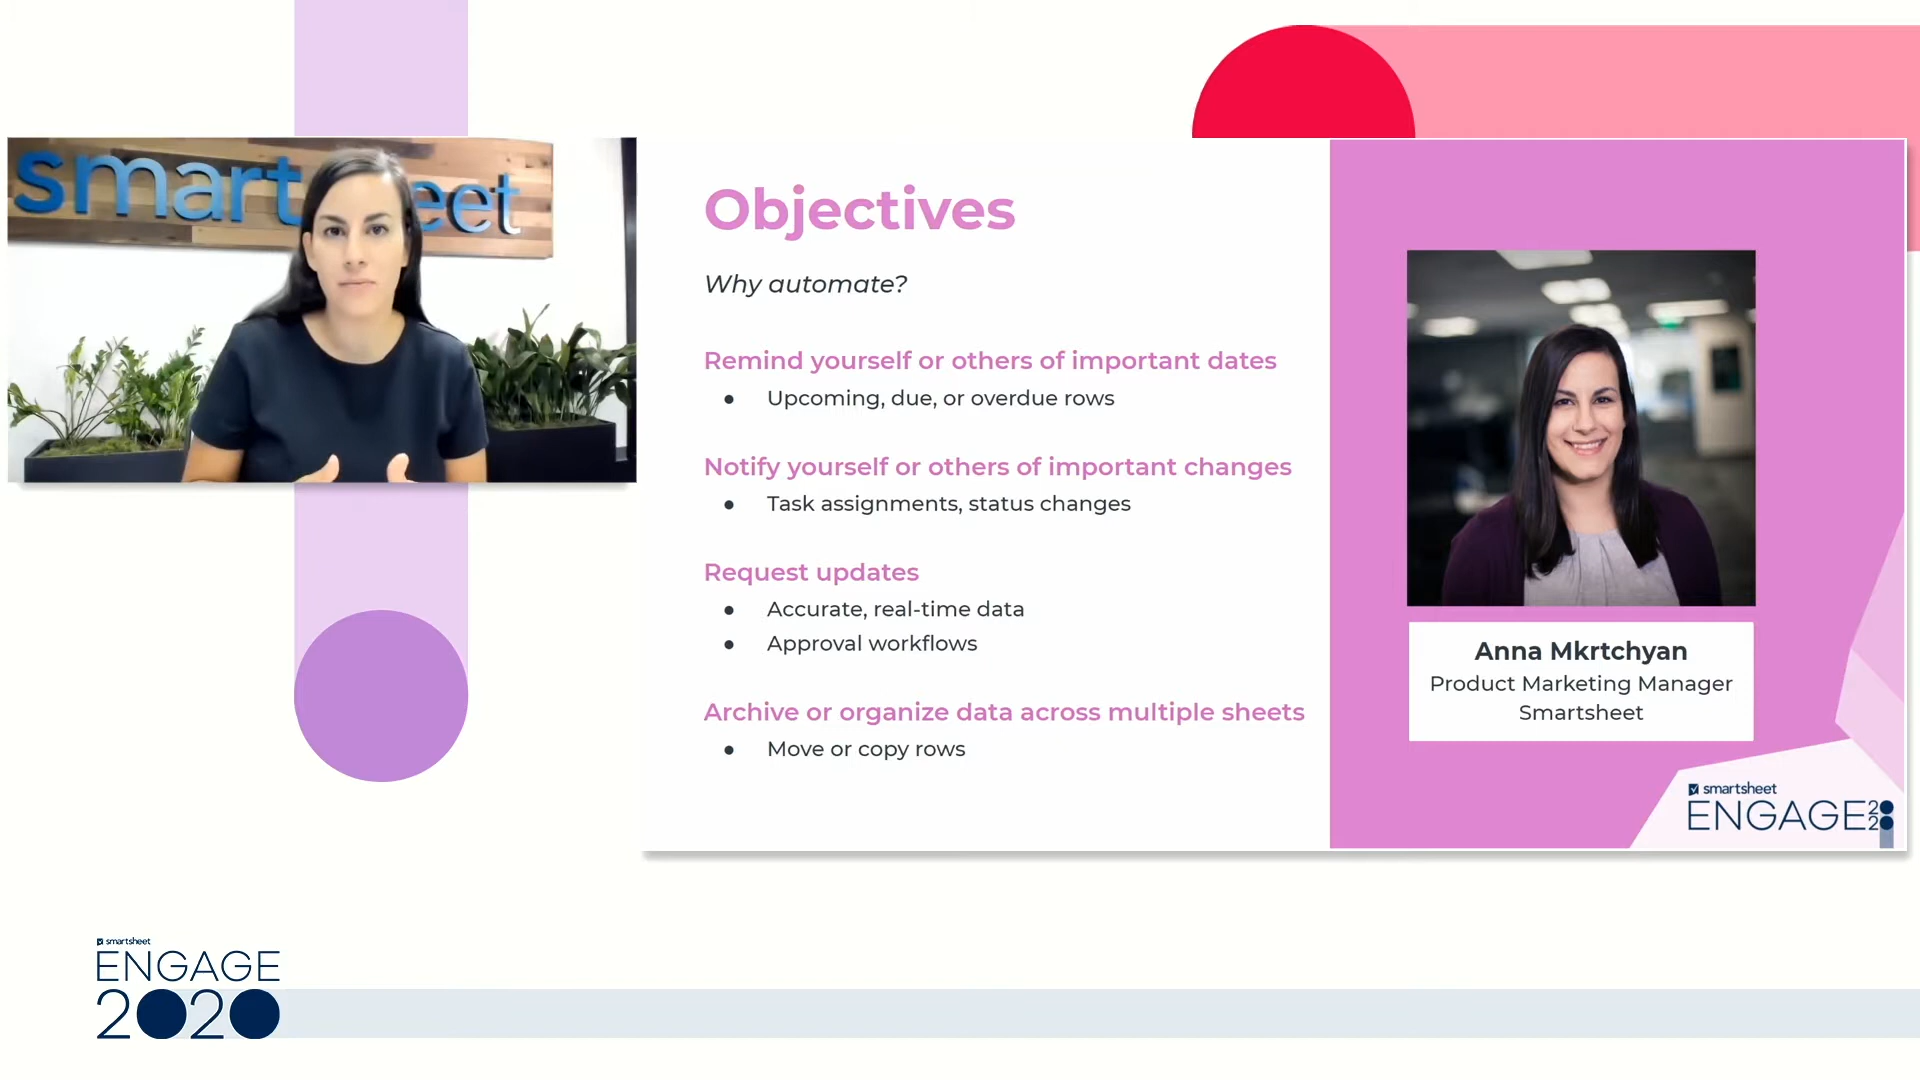 smartsheet
Objectives
Why automate?
Remind yourself or others of important dates
● Upcoming, due, or overdue rows
Notify yourself or others of important changes
● Task assignments, status changes
Request updates
● Accurate, real-time data
● Approval workflows
Archive or organize data across multiple sheets
● Move or copy rows
Anna Mkrtchyan
Product Marketing Manager
Smartsheet
smartsheet
ENGAGE 2020
smartsheet
ENGAGE
2020